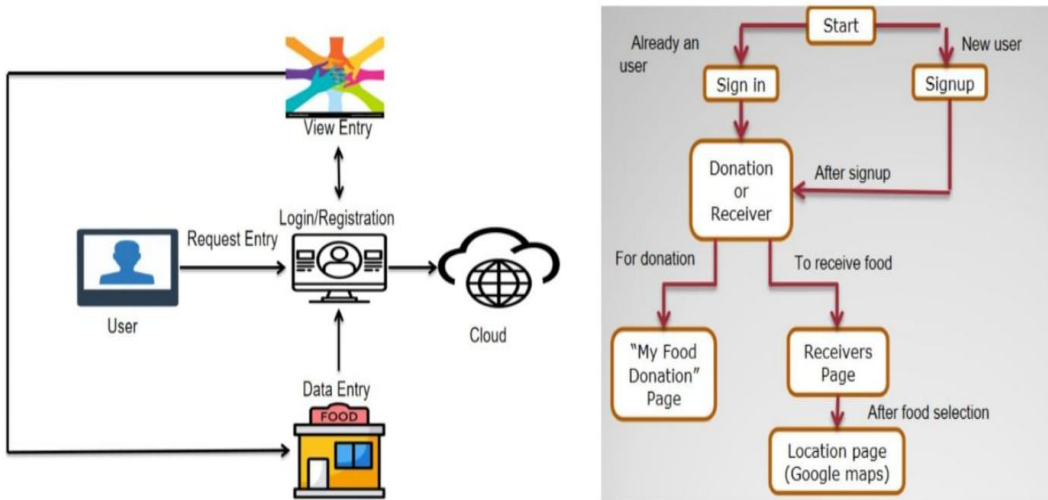 View Entry
Login/Registration
Request Entry
User
Cloud
Data Entry
FOOD
Start
Already an
user
New user
Sign in
Signup
Donation
or
Receiver
After signup
For donation
To receive food
"My Food
Donation"
Page
Receivers
Page
After food selection
Location page
(Google maps)